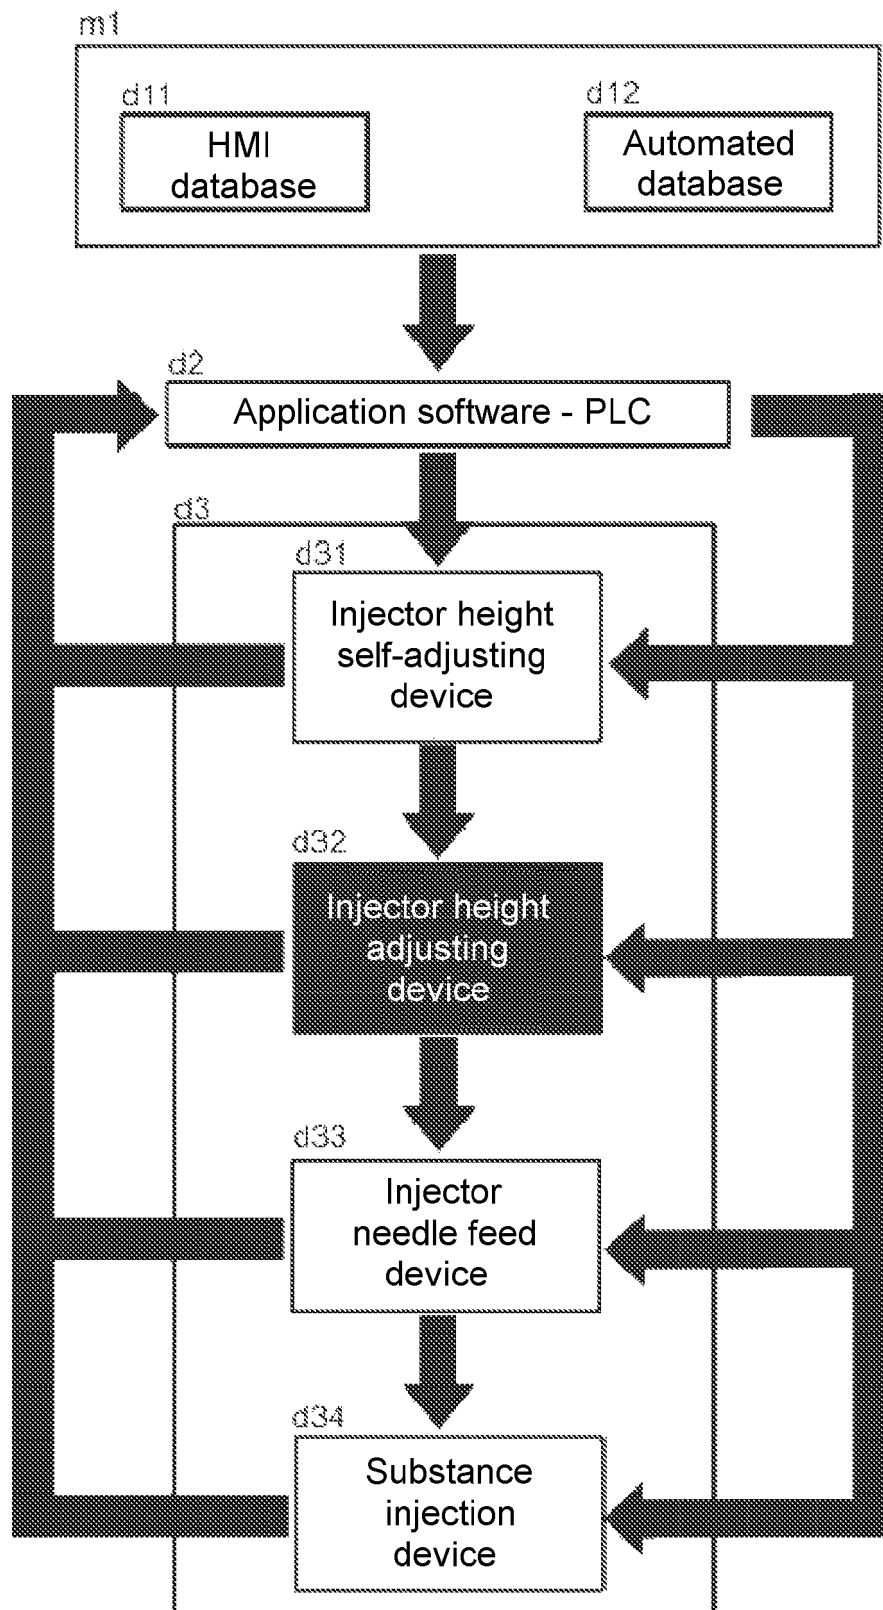 m1
d11
d12
HMI
database
Automated
database
d2
Application software - PLC
d3
d31
Injector height
self-adjusting
device
d32
Injector height
adjusting
device
d33
Injector
needle feed
device
d34
Substance
injection
device